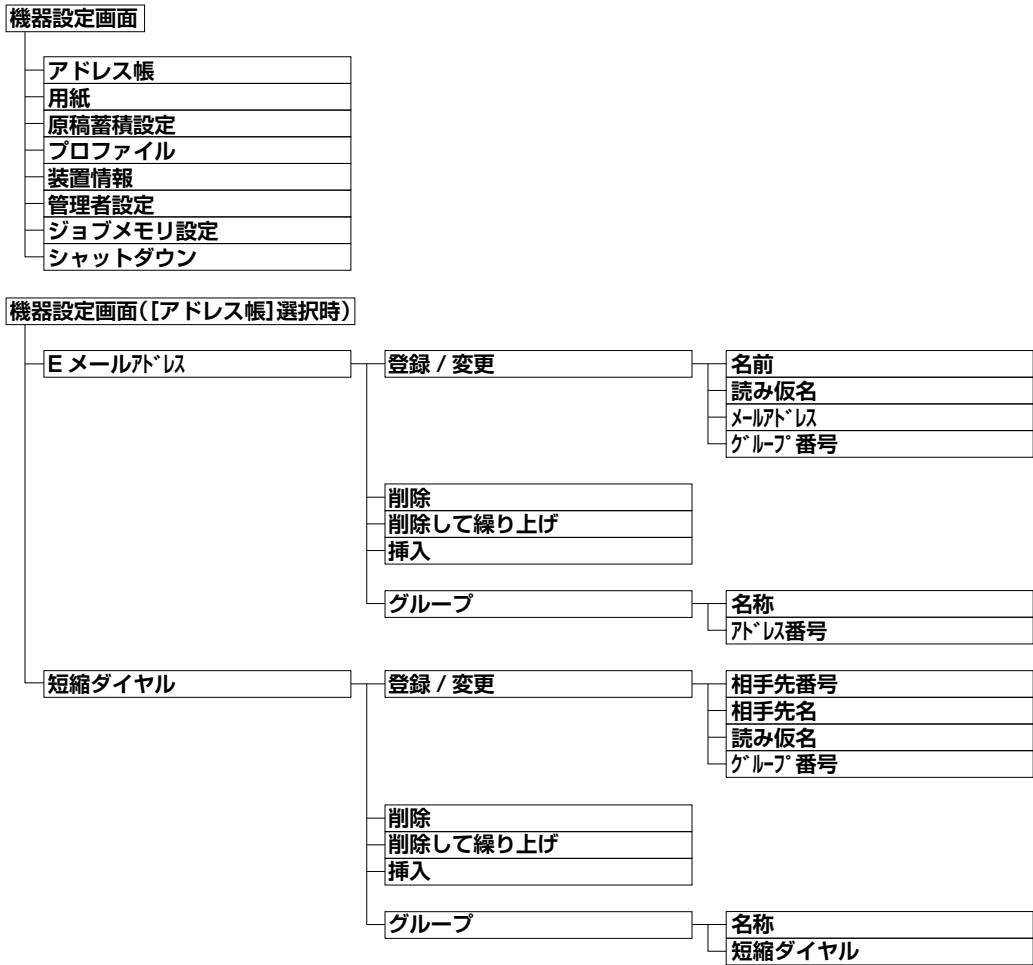 機器設定画面
アドレス帳
用紙
原稿蓄積設定
プロファイル
装置情報
管理者設定
ジョブメモリ設定
シャットダウン
機器設定画面([アドレス帳]選択時)
E メールｱﾄﾞﾚｽ
登録 / 変更
名前
読み仮名
ﾒｰﾙｱﾄﾞﾚｽ
ｸﾞﾙｰﾌﾟ番号
削除
削除して繰り上げ
挿入
グループ
名称
ｱﾄﾞﾚｽ番号
短縮ダイヤル
登録 / 変更
相手先番号
相手先名
読み仮名
ｸﾞﾙｰﾌﾟ番号
削除
削除して繰り上げ
挿入
グループ
名称
短縮ダイヤル